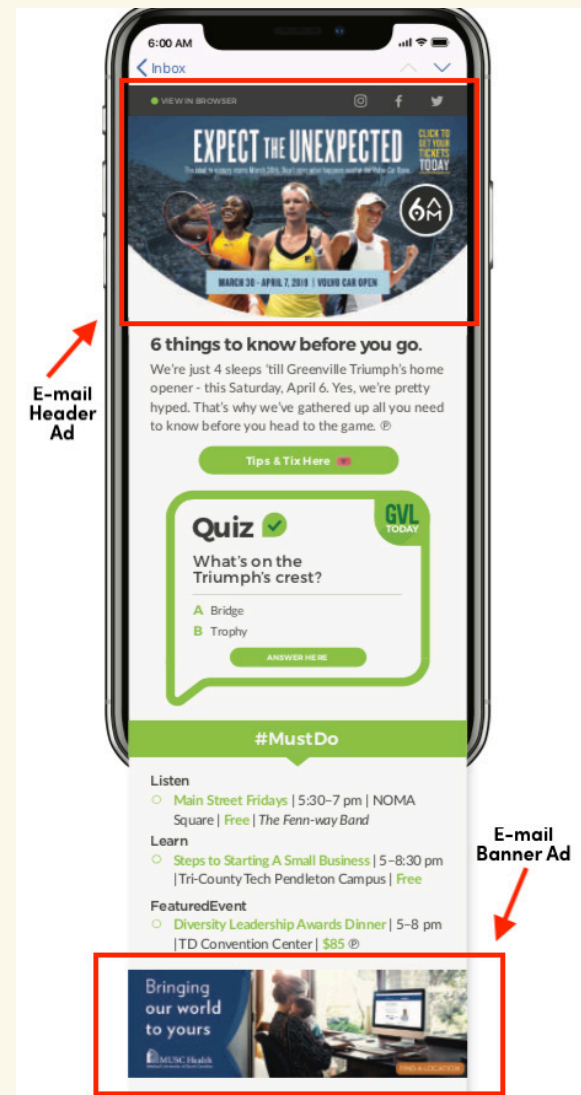 6:00 AM
Inbox
VIEW IN BROWSER
EXPECT THE UNEXPECTED
CLICK TO
GET YOUR
TICKETS
TODAY
6AM
MARCH 30 - APRIL 7, 2019 | VOLVO CAR OPEN
E-mail
Header
Ad
6 things to know before you go.
We're just 4 sleeps 'till Greenville Triumph's home
opener - this Saturday, April 6. Yes, we're pretty
hyped. That's why we've gathered up all you need
to know before you head to the game. ℗
Tips & Tix Here
Quiz
GVL
TODAY
What's on the
Triumph's crest?
A Bridge
B Trophy
ANSWER HERE
#MustDo
Listen
Main Street Fridays | 5:30–7 pm | NOMA
Square | Free | The Fenn-way Band
Learn
Steps to Starting A Small Business | 5–8:30 pm
|Tri-County Tech Pendleton Campus | Free
FeaturedEvent
Diversity Leadership Awards Dinner | 5–8 pm
|TD Convention Center | $85 ℗
E-mail
Banner Ad
Bringing
our world
to yours
MUSC Health
FIND A LOCATION